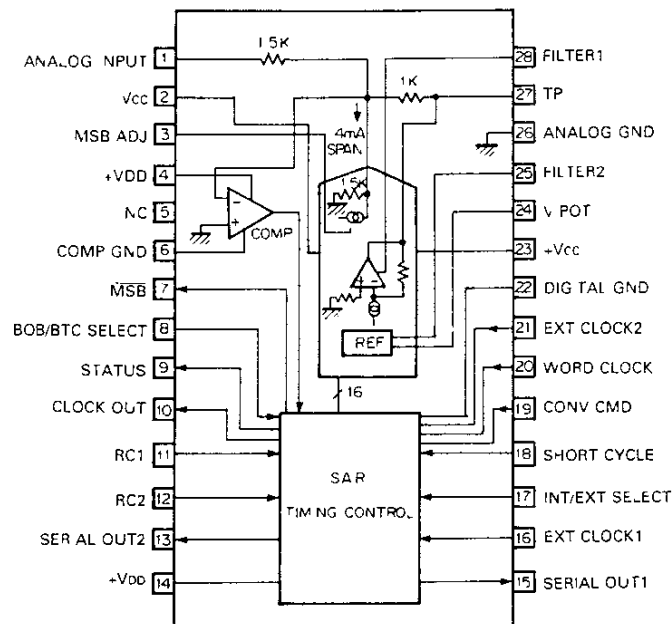 ANALOG INPUT 1
Vcc 2
MSB ADJ 3
+VDD 4
NC 5
COMP GND 6
MSB 7
BOB/BTC SELECT 8
STATUS 9
CLOCK OUT 10
RC1 11
RC2 12
SER AL OUT2 13
+VDD 14
1.5K
1K
4mA
SPAN
1.5K
-
+
COMP
+
-
REF
16
SAR
TIMING CONTROL
28 FILTER1
27 TP
26 ANALOG GND
25 FILTER2
24 V POT
23 +Vcc
22 DIG TAL GND
21 EXT CLOCK2
20 WORD CLOCK
19 CONV CMD
18 SHORT CYCLE
17 INT/EXT SELECT
16 EXT CLOCK1
15 SERIAL OUT1